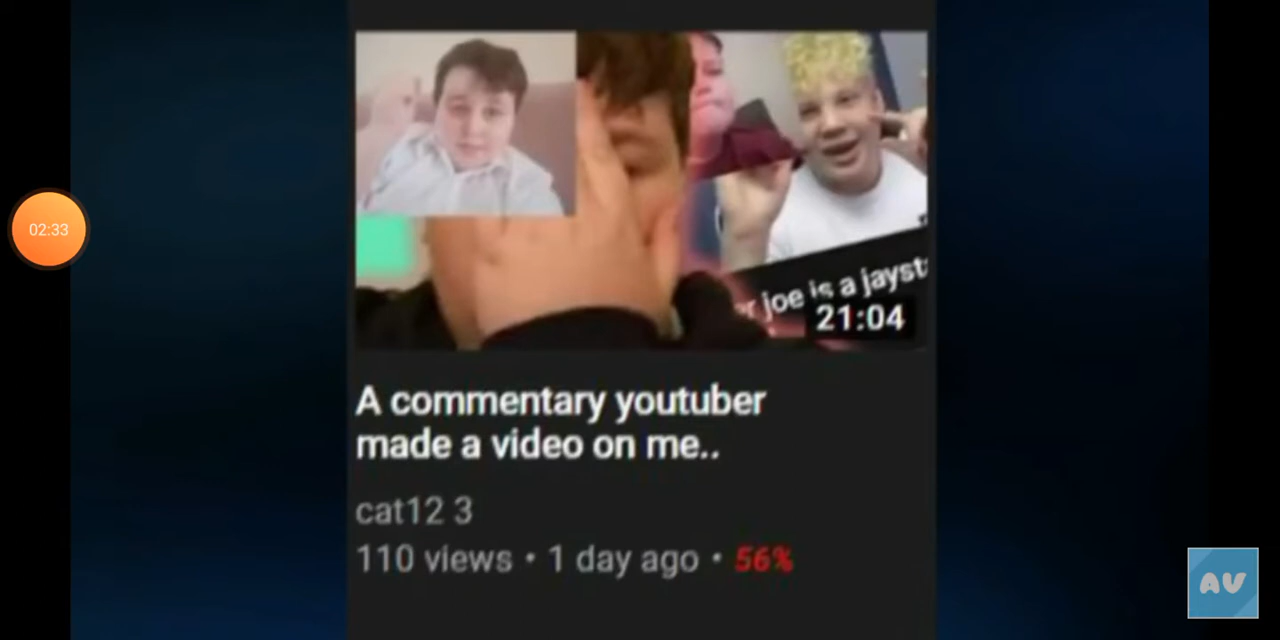 02:33
joe is a jayst
21:04
A commentary youtuber
made a video on me..
cat12 3
110 views • 1 day ago • 56%
AV